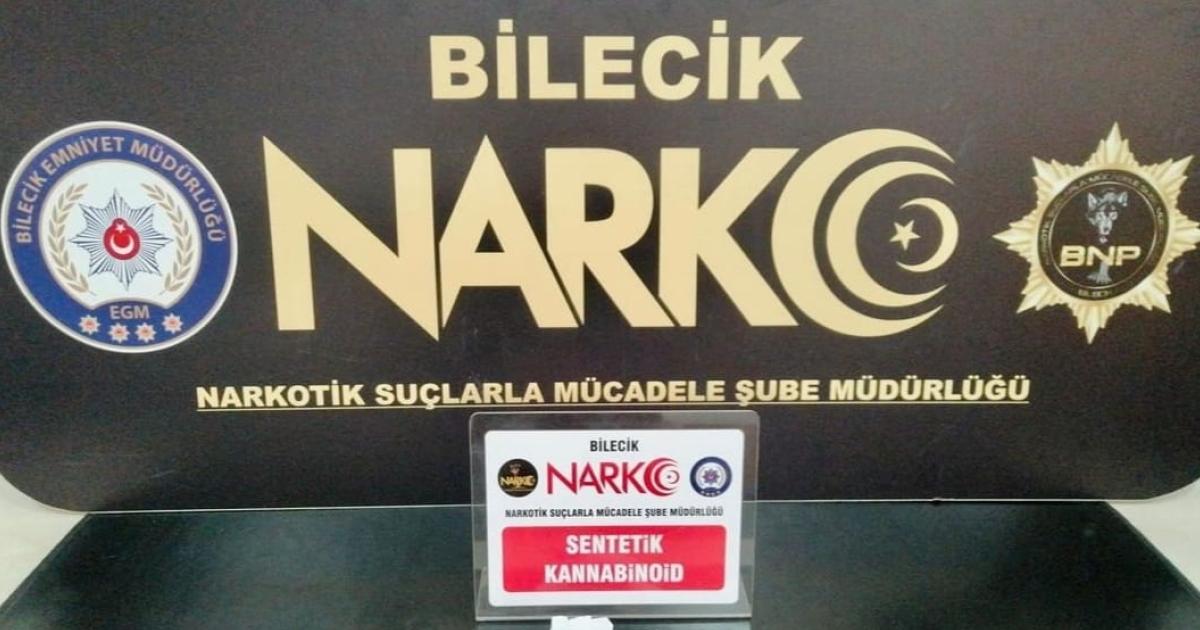 BİLECİK
NARKO
BİLECİK EMNİYET MÜDÜRLÜĞÜ
EGM
BNP
NARKOTİK SUÇLARLA MÜCADELE ŞUBE MÜDÜRLÜĞÜ
BİLECİK
NARKO
NARKO
NARKOTİK SUÇLARLA MÜCADELE ŞUBE MÜDÜRLÜĞÜ
SENTETİK
KANNABİNOİD